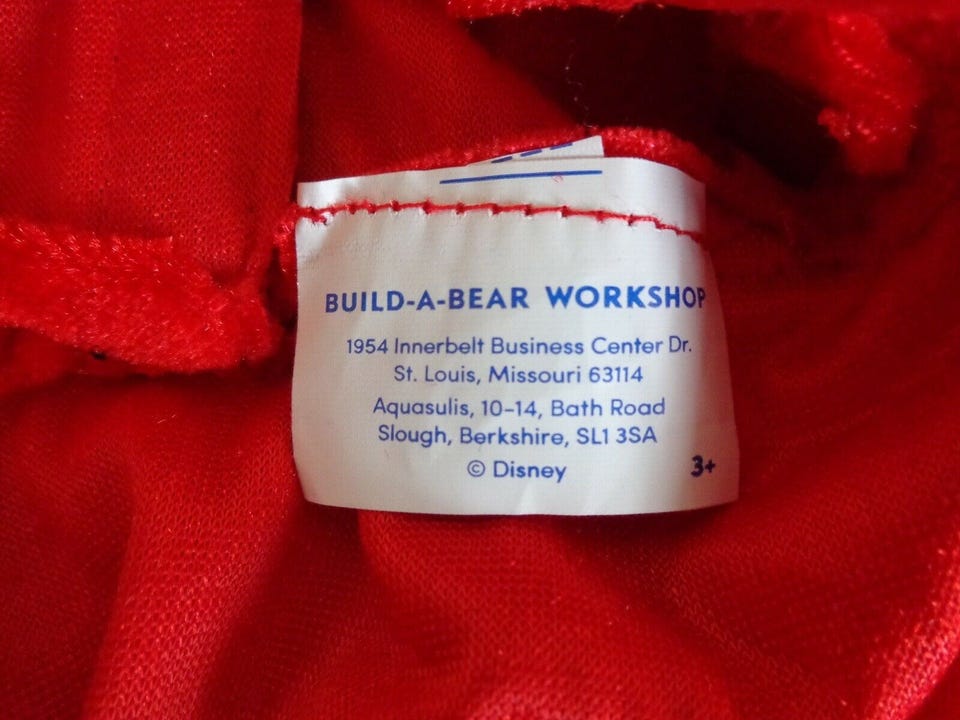 BUILD-A-BEAR WORKSHOP
1954 Innerbelt Business Center Dr.
St. Louis, Missouri 63114
Aquasulis, 10-14, Bath Road
Slough, Berkshire, SL1 3SA
© Disney
3+